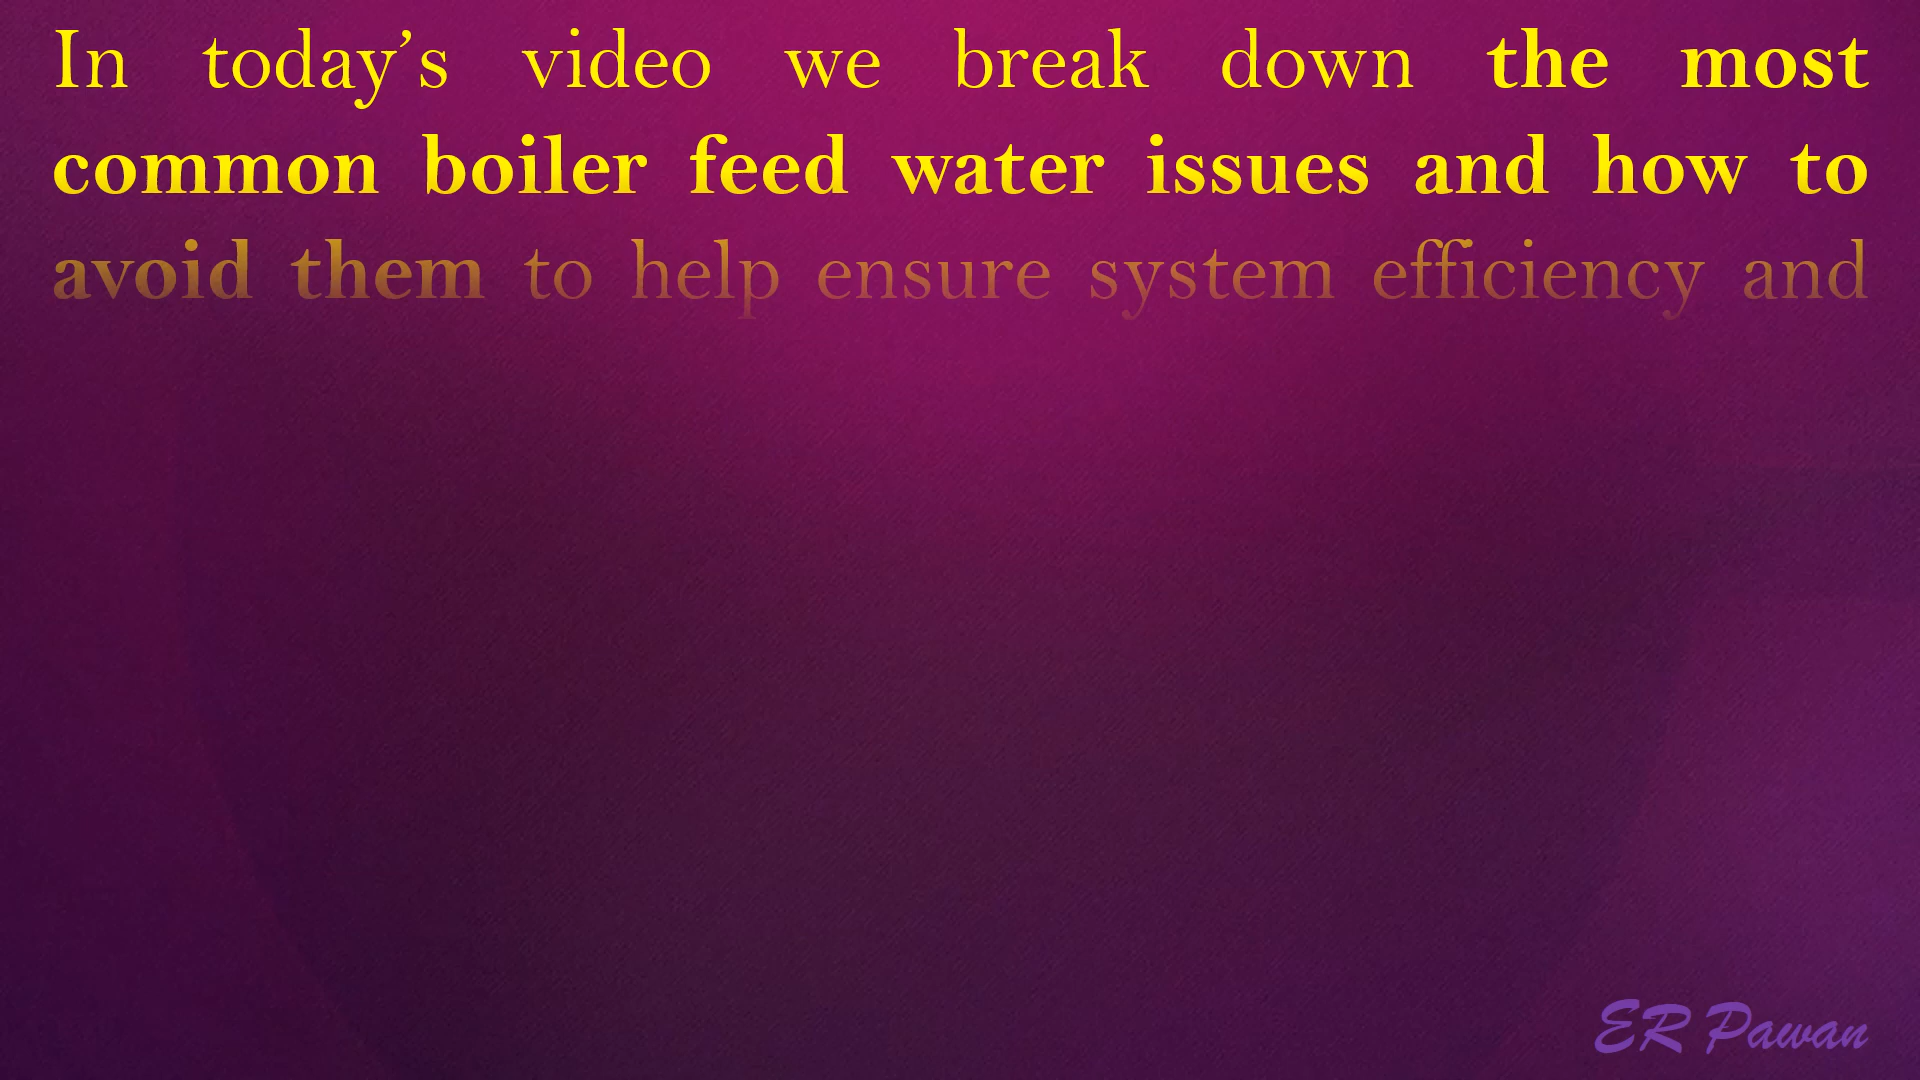 In today’s video we break down the most
common boiler feed water issues and how to
avoid them to help ensure system efficiency and
ER Pawan